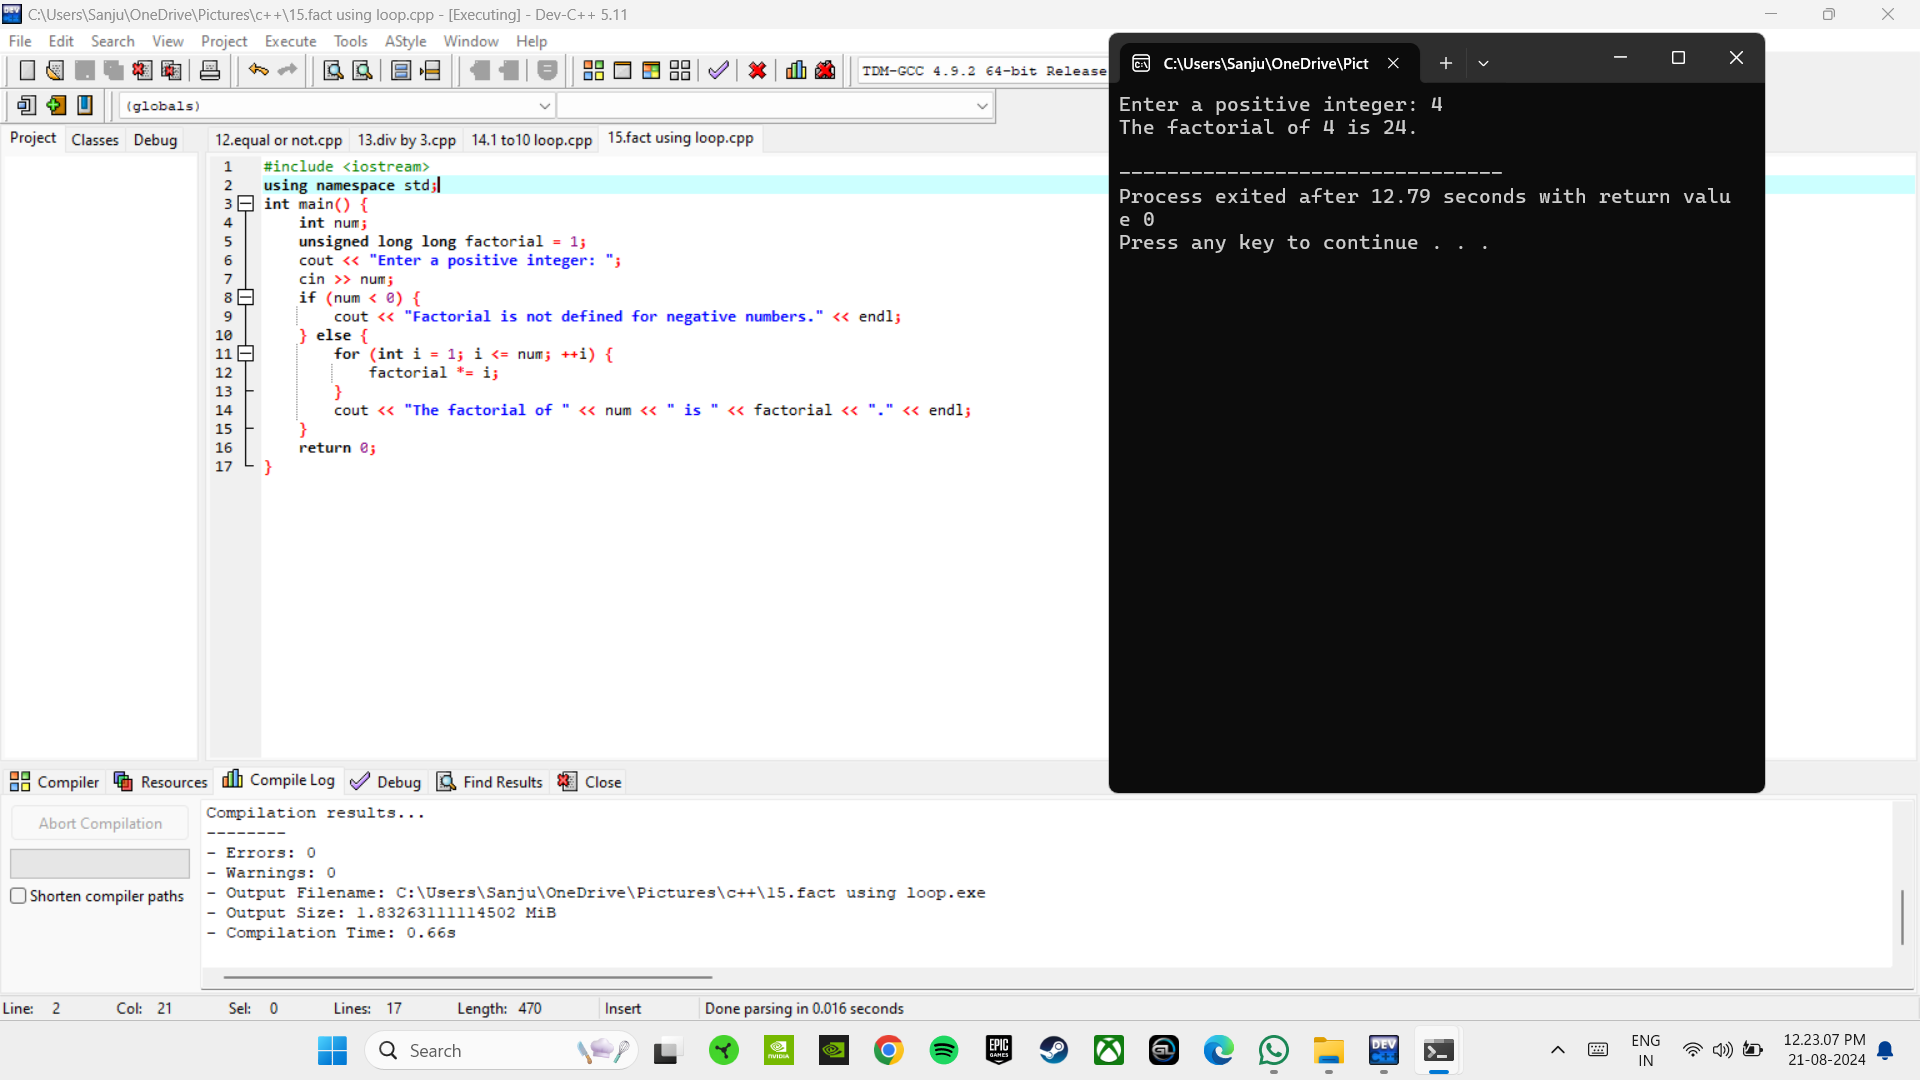 C:\Users\Sanju\OneDrive\Pictures\c++\15.fact using loop.cpp - [Executing] - Dev-C++ 5.11
File Edit Search View Project Execute Tools AStyle Window Help
TDM-GCC 4.9.2 64-bit Release
(globals)
Project Classes Debug
12.equal or not.cpp 13.div by 3.cpp 14.1 to10 loop.cpp 15.fact using loop.cpp
1 #include <iostream>
2 using namespace std;
3 int main() {
4 int num;
5 unsigned long long factorial = 1;
6 cout << "Enter a positive integer: ";
7 cin >> num;
8 if (num < 0) {
9 cout << "Factorial is not defined for negative numbers." << endl;
10 } else {
11 for (int i = 1; i <= num; ++i) {
12 factorial *= i;
13 }
14 cout << "The factorial of " << num << " is " << factorial << "." << endl;
15 }
16 return 0;
17 }
C:\Users\Sanju\OneDrive\Pict
Enter a positive integer: 4
The factorial of 4 is 24.
--------------------------------
Process exited after 12.79 seconds with return valu
e 0
Press any key to continue . . .
Compiler Resources Compile Log Debug Find Results Close
Abort Compilation
Shorten compiler paths
Compilation results...
--------
- Errors: 0
- Warnings: 0
- Output Filename: C:\Users\Sanju\OneDrive\Pictures\c++\15.fact using loop.exe
- Output Size: 1.83263111114502 MiB
- Compilation Time: 0.66s
Line: 2 Col: 21 Sel: 0 Lines: 17 Length: 470 Insert Done parsing in 0.016 seconds
Search
NVIDIA
EPIC GAMES
GL
DEV C++
ENG
IN
12.23.07 PM
21-08-2024